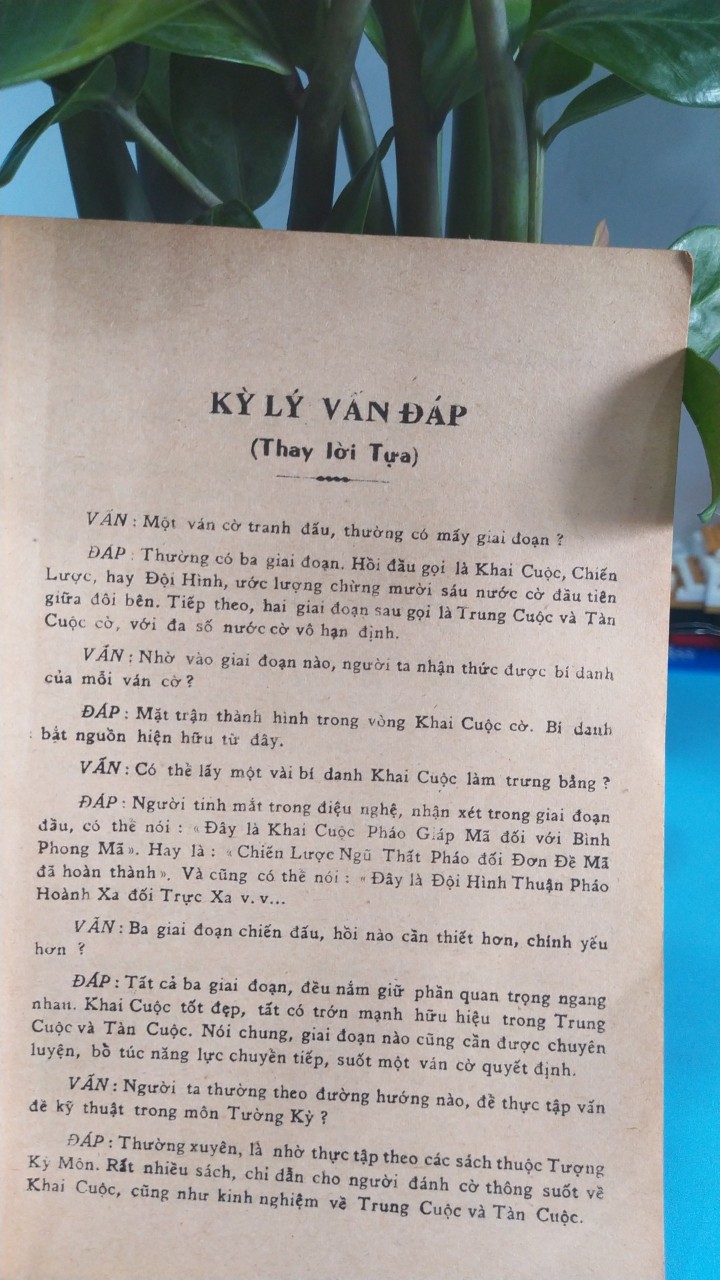 KỲ LÝ VẤN ĐÁP
(Thay lời Tựa)
VẤN : Một ván cờ tranh đấu, thường có mấy giai đoạn ?
ĐÁP : Thường có ba giai đoạn. Hồi đầu gọi là Khai Cuộc, Chiến
Lược, hay Đội Hình, ước lượng chừng mười sáu nước cờ đầu tiên
giữa đôi bên. Tiếp theo, hai giai đoạn sau gọi là Trung Cuộc và Tàn
Cuộc cờ, với đa số nước cờ vô hạn định.
VẤN : Nhờ vào giai đoạn nào, người ta nhận thức được bí danh
của mỗi ván cờ ?
ĐÁP : Mặt trận thành hình trong vòng Khai Cuộc cờ. Bí danh
bắt nguồn hiện hữu từ đây.
VẤN : Có thể lấy một vài bí danh Khai Cuộc làm trưng bằng ?
ĐÁP : Người tinh mắt trong điệu nghệ, nhận xét trong giai đoạn
đầu, có thể nói : « Đây là Khai Cuộc Pháo Giáp Mã đối với Bình
Phong Mã». Hay là : « Chiến Lược Ngũ Thất Pháo đối Đơn Đề Mã
đã hoàn thành». Và cũng có thể nói : « Đây là Đội Hình Thuận Pháo
Hoành Xa đối Trực Xa v.v...
VẤN : Ba giai đoạn chiến đấu, hồi nào cần thiết hơn, chính yếu
hơn ?
ĐÁP : Tất cả ba giai đoạn, đều nắm giữ phần quan trọng ngang
nhau. Khai Cuộc tốt đẹp, tất có trớn mạnh hữu hiệu trong Trung
Cuộc và Tàn Cuộc. Nói chung, giai đoạn nào cũng cần được chuyên
luyện, bổ túc năng lực chuyền tiếp, suốt một ván cờ quyết định.
VẤN : Người ta thường theo đường hướng nào, để thực tập vấn
đề kỹ thuật trong môn Tường Kỳ ?
ĐÁP : Thường xuyên, là nhờ thực tập theo các sách thuộc Tượng
Kỳ Môn. Rất nhiều sách, chỉ dẫn cho người đánh cờ thông suốt về
Khai Cuộc, cũng như kinh nghiệm về Trung Cuộc và Tàn Cuộc.